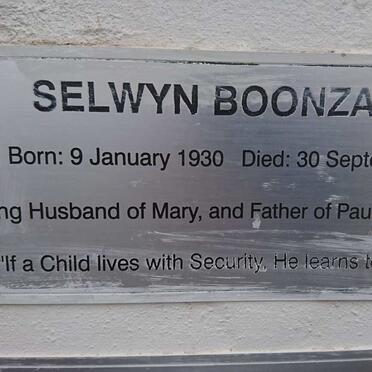 SELWYN BOONZA
Born: 9 January 1930 Died: 30 Septe
ng Husband of Mary, and Father of Pau
"If a Child lives with Security, He learns t